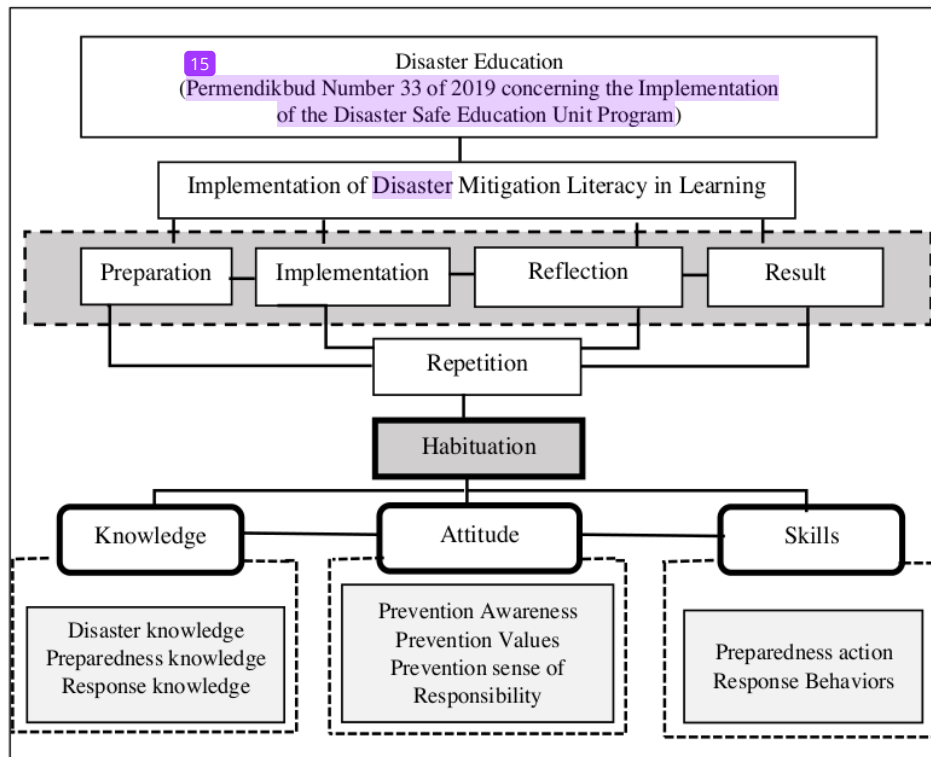 15
Disaster Education
(Permendikbud Number 33 of 2019 concerning the Implementation
of the Disaster Safe Education Unit Program)
Implementation of Disaster Mitigation Literacy in Learning
Preparation
Implementation
Reflection
Result
Repetition
Habituation
Knowledge
Attitude
Skills
Disaster knowledge
Preparedness knowledge
Response knowledge
Prevention Awareness
Prevention Values
Prevention sense of
Responsibility
Preparedness action
Response Behaviors